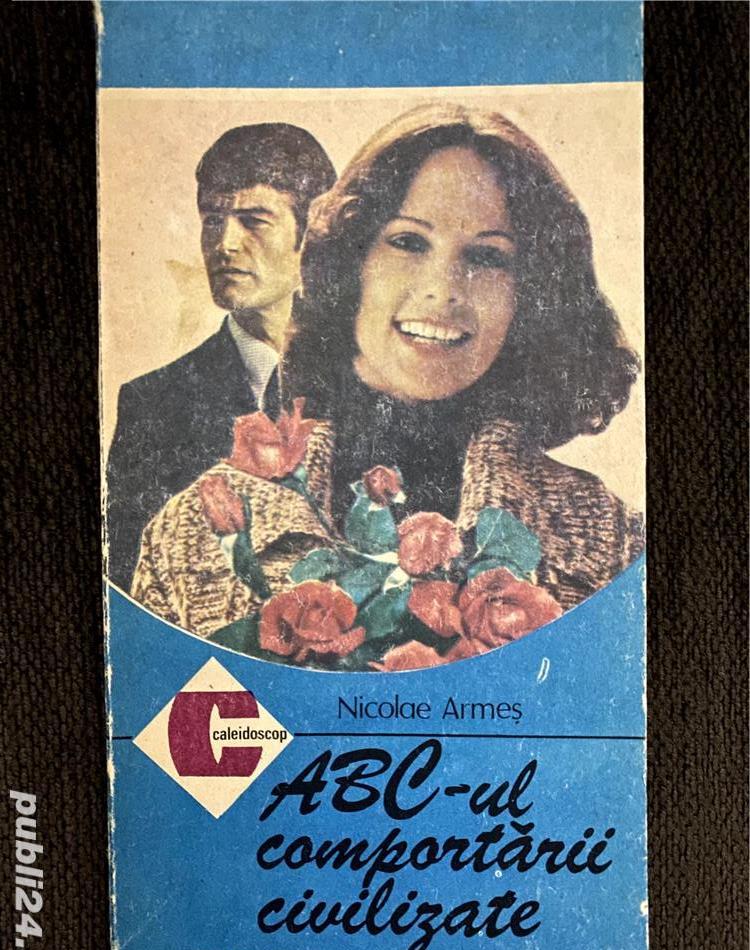 Nicolae Armeș
C
caleidoscop
ABC-ul
comportării
civilizate
publi24.